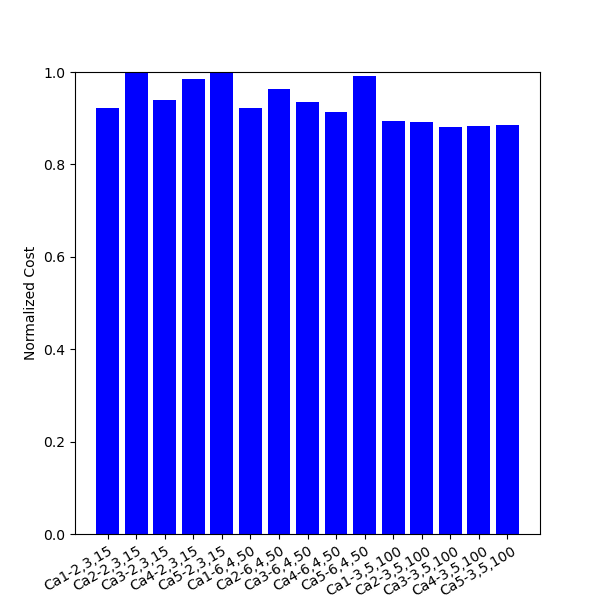 1.0
0.8
0.6
0.4
0.2
0.0
Normalized Cost
Ca1-2,3,15
Ca2-2,3,15
Ca3-2,3,15
Ca4-2,3,15
Ca5-2,3,15
Ca1-6,4,50
Ca2-6,4,50
Ca3-6,4,50
Ca4-6,4,50
Ca5-6,4,50
Ca1-3,5,100
Ca2-3,5,100
Ca3-3,5,100
Ca4-3,5,100
Ca5-3,5,100